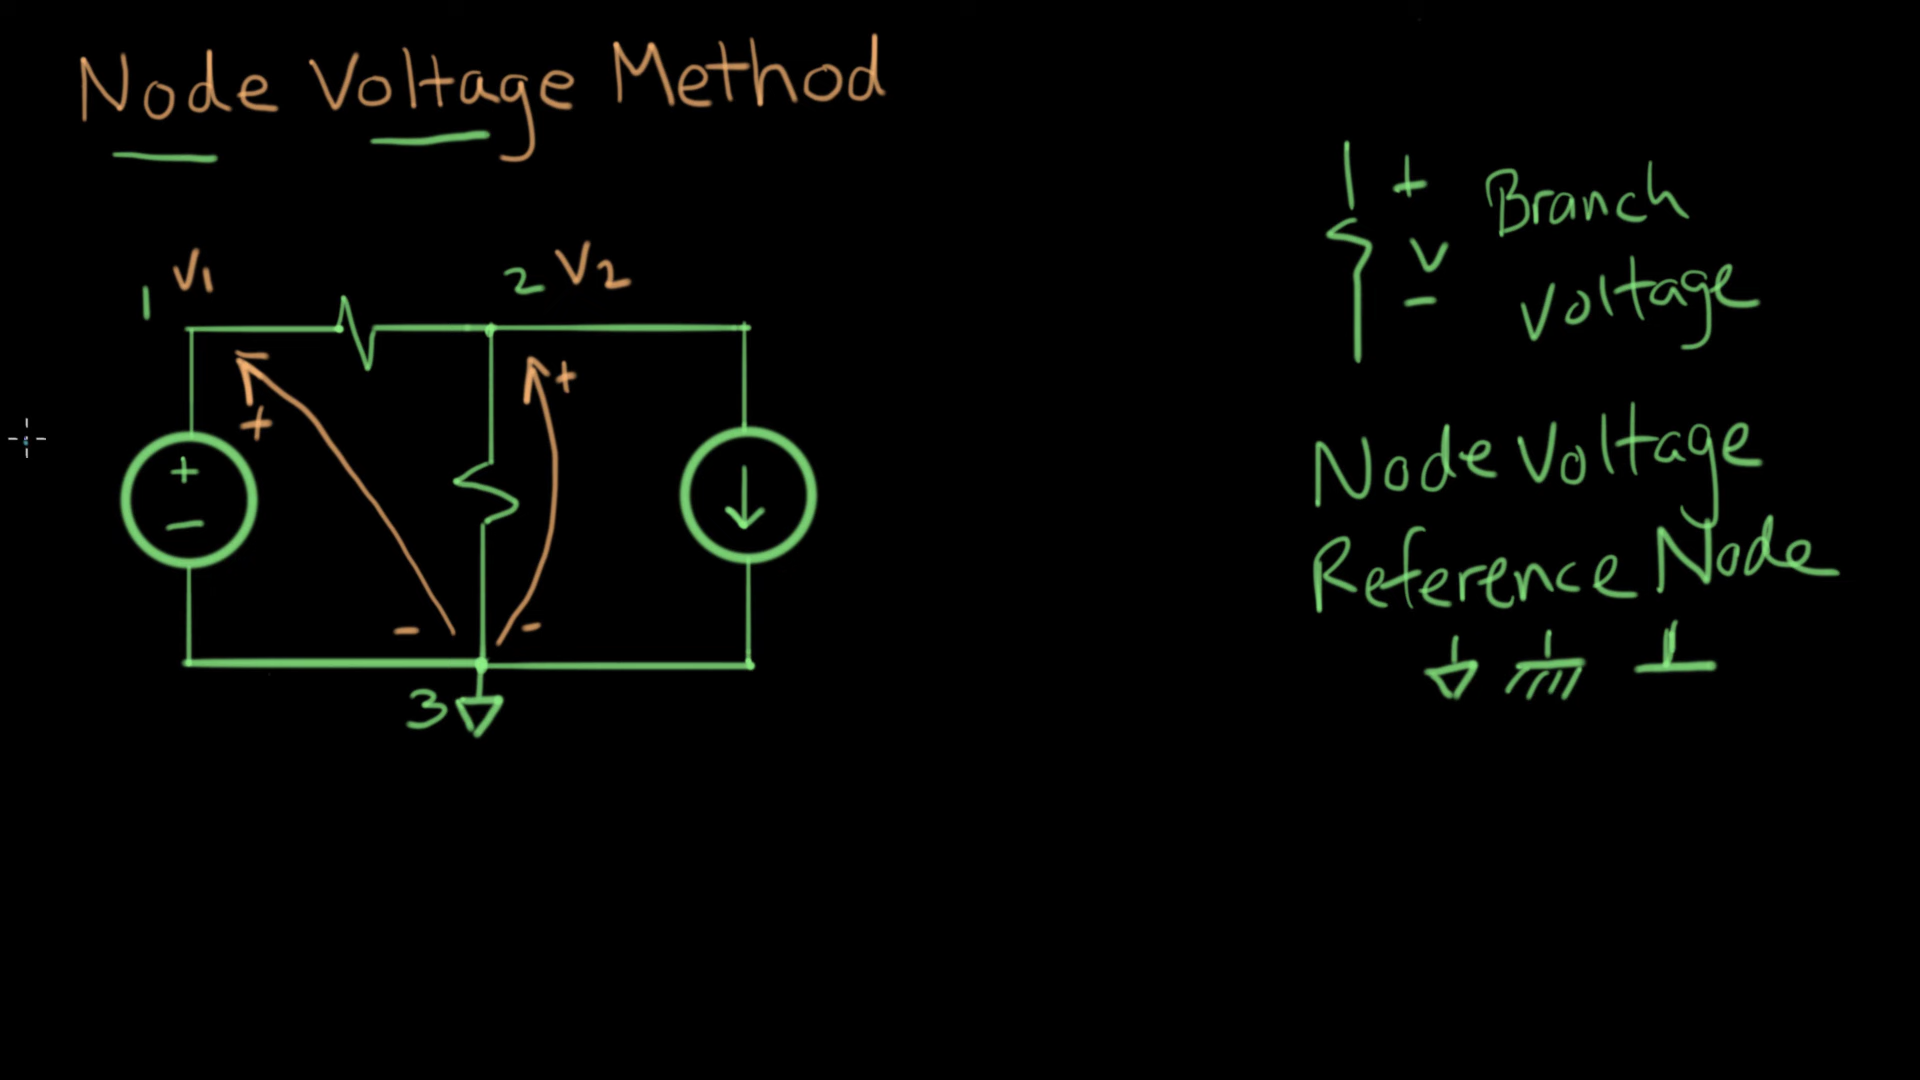 Node Voltage Method
+ Branch
v voltage
-
1 V1
2 V2
+
+
+
-
-
-
3
Node Voltage
Reference Node